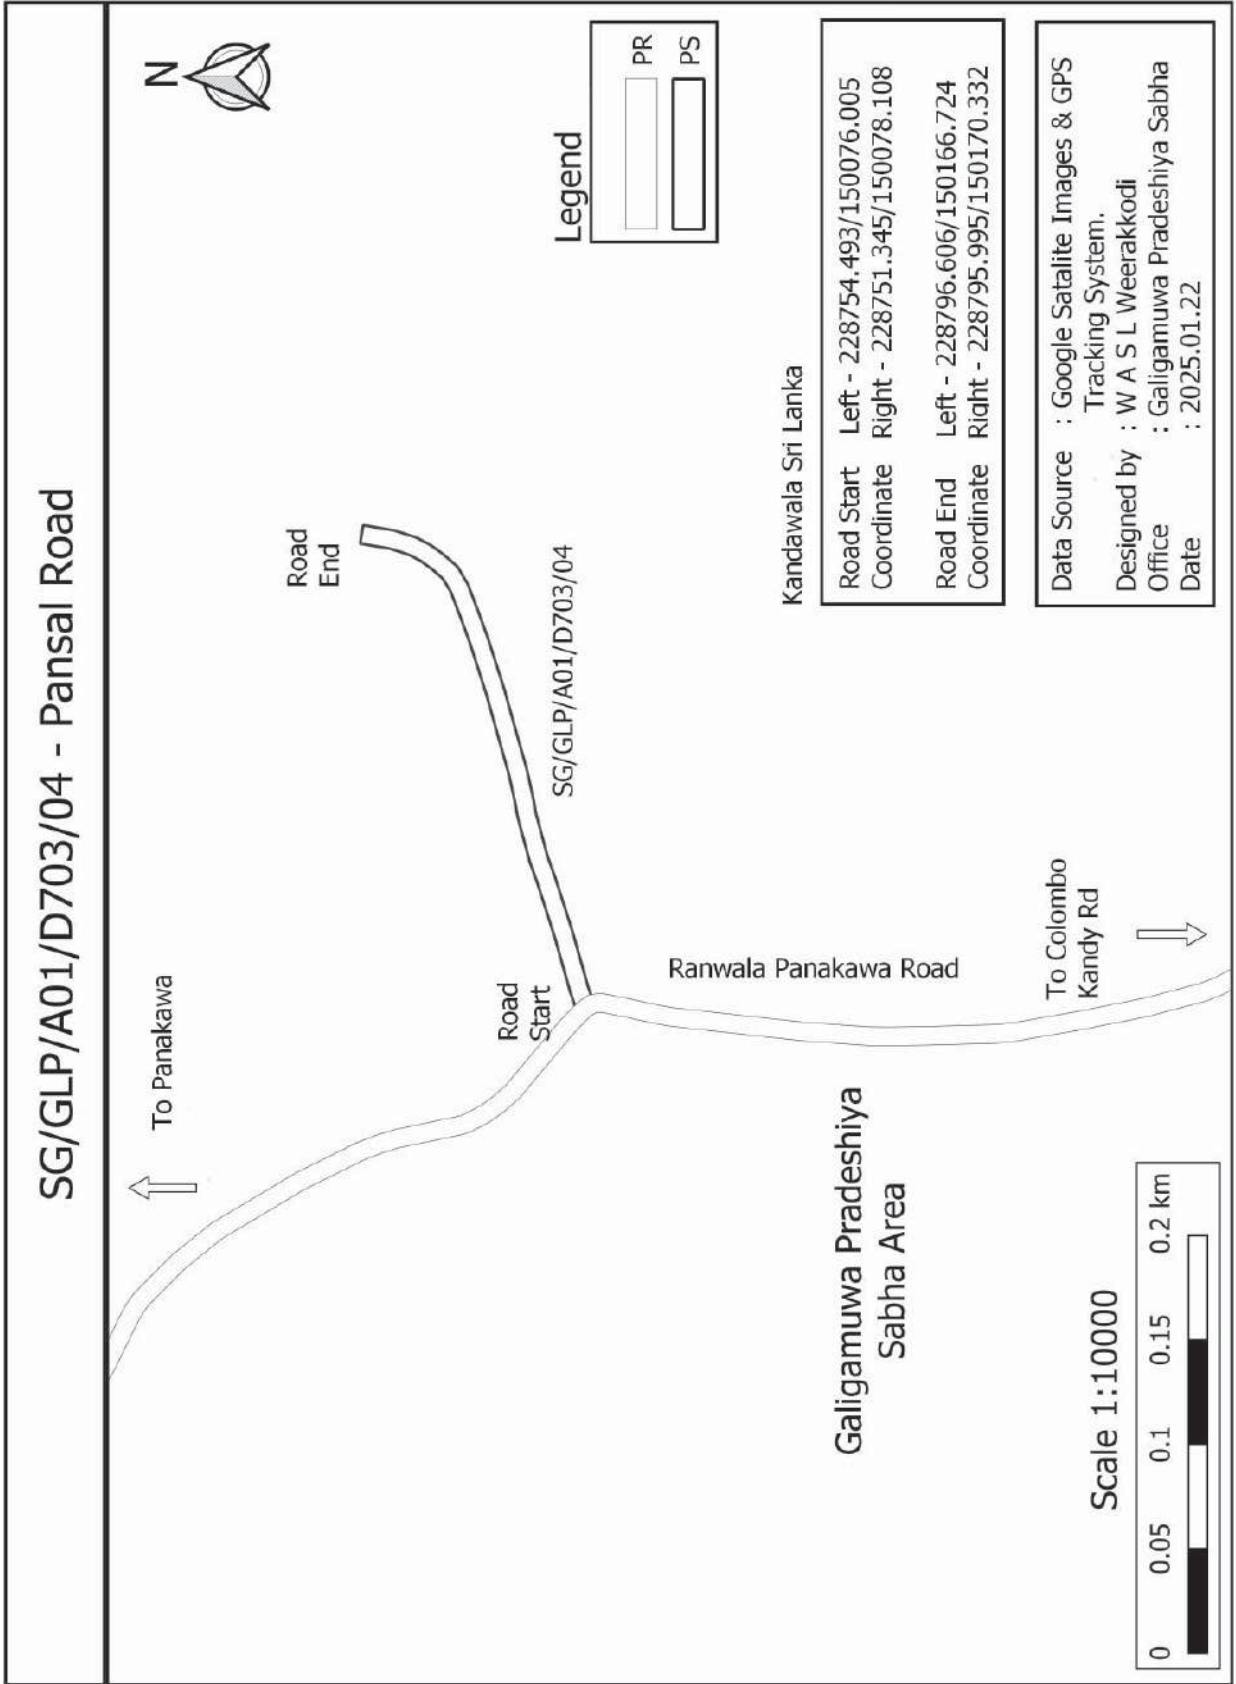 SG/GLP/A01/D703/04 - Pansal Road
N
To Panakawa
Road
End
Road
Start
SG/GLP/A01/D703/04
Legend
PR
PS
Ranwala Panakawa Road
Galigamuwa Pradeshiya
Sabha Area
To Colombo
Kandy Rd
Kandawala Sri Lanka
Road Start Left - 228754.493/150076.005
Coordinate Right - 228751.345/150078.108
Road End Left - 228796.606/150166.724
Coordinate Right - 228795.995/150170.332
Data Source : Google Satalite Images & GPS
Tracking System.
Designed by : W A S L Weerakkodi
Office : Galigamuwa Pradeshiya Sabha
Date : 2025.01.22
Scale 1:10000
0 0.05 0.1 0.15 0.2 km